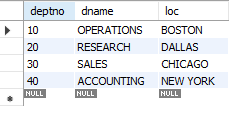 deptno dname loc
10 OPERATIONS BOSTON
20 RESEARCH DALLAS
30 SALES CHICAGO
40 ACCOUNTING NEW YORK
NULL NULL NULL